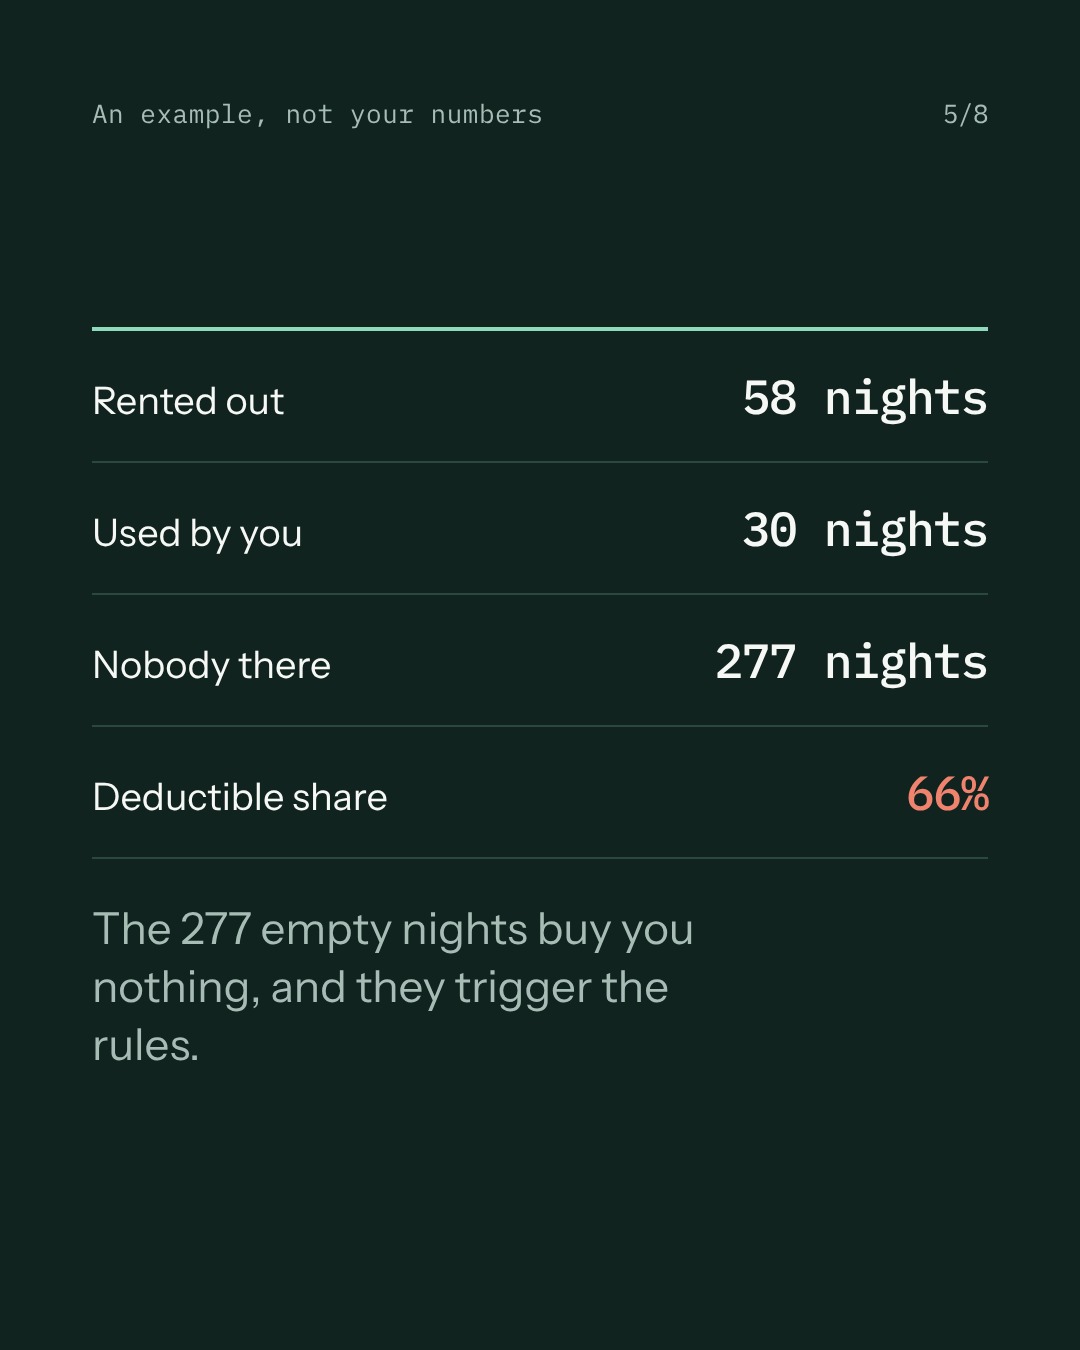 An example, not your numbers 5/8
Rented out 58 nights
Used by you 30 nights
Nobody there 277 nights
Deductible share 66%
The 277 empty nights buy you
nothing, and they trigger the
rules.